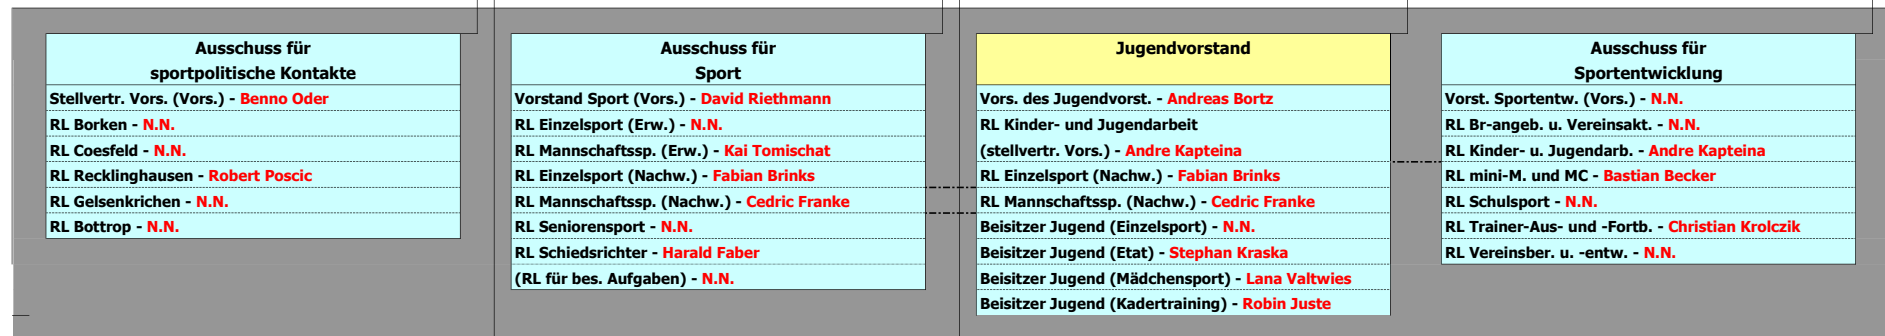 Ausschuss für
sportpolitische Kontakte
Stellvertr. Vors. (Vors.) - Benno Oder
RL Borken - N.N.
RL Coesfeld - N.N.
RL Recklinghausen - Robert Poscic
RL Gelsenkrichen - N.N.
RL Bottrop - N.N.
Ausschuss für
Sport
Vorstand Sport (Vors.) - David Riethmann
RL Einzelsport (Erw.) - N.N.
RL Mannschaftssp. (Erw.) - Kai Tomischat
RL Einzelsport (Nachw.) - Fabian Brinks
RL Mannschaftssp. (Nachw.) - Cedric Franke
RL Seniorensport - N.N.
RL Schiedsrichter - Harald Faber
(RL für bes. Aufgaben) - N.N.
Jugendvorstand
Vors. des Jugendvorst. - Andreas Bortz
RL Kinder- und Jugendarbeit
(stellvertr. Vors.) - Andre Kapteina
RL Einzelsport (Nachw.) - Fabian Brinks
RL Mannschaftssp. (Nachw.) - Cedric Franke
Beisitzer Jugend (Einzelsport) - N.N.
Beisitzer Jugend (Etat) - Stephan Kraska
Beisitzer Jugend (Mädchensport) - Lana Valtwies
Beisitzer Jugend (Kadertraining) - Robin Juste
Ausschuss für
Sportentwicklung
Vorst. Sportentw. (Vors.) - N.N.
RL Br-angeb. u. Vereinsakt. - N.N.
RL Kinder- u. Jugendarb. - Andre Kapteina
RL mini-M. und MC - Bastian Becker
RL Schulsport - N.N.
RL Trainer-Aus- und -Fortb. - Christian Krolczik
RL Vereinsber. u. -entw. - N.N.